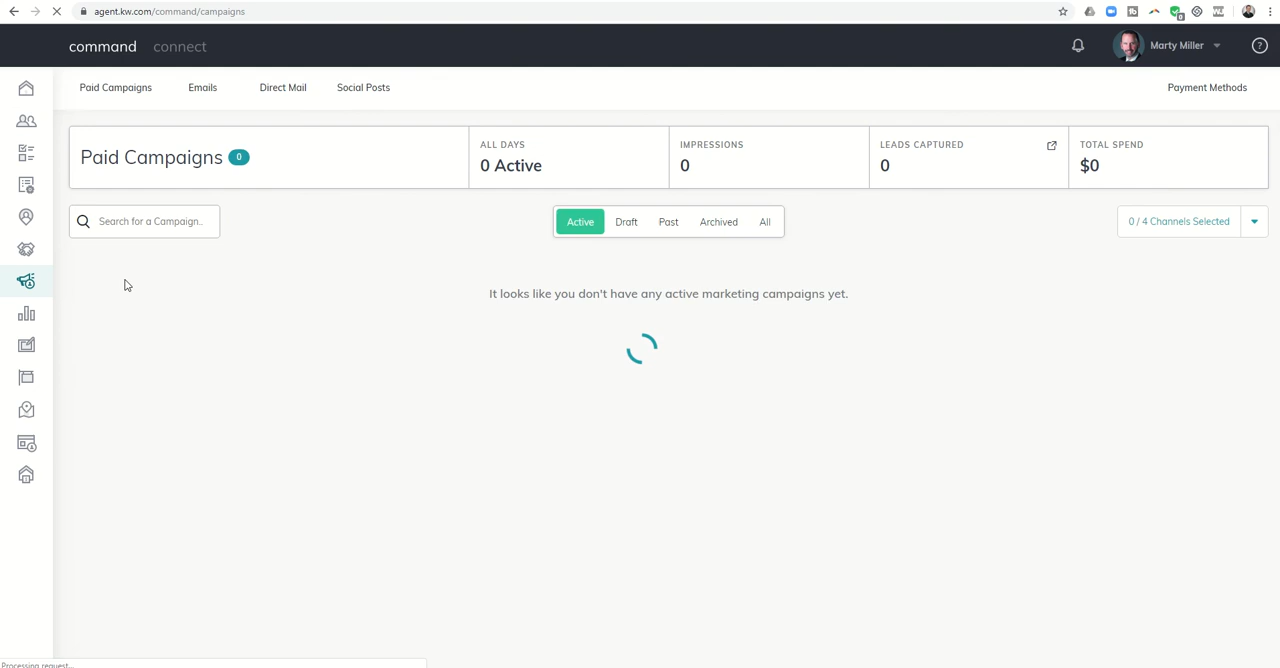 agent.kw.com/command/campaigns
command connect
Marty Miller
?
Paid Campaigns Emails Direct Mail Social Posts Payment Methods
Paid Campaigns 0
ALL DAYS
0 Active
IMPRESSIONS
0
LEADS CAPTURED
0
TOTAL SPEND
$0
Search for a Campaign..
Active Draft Past Archived All
0 / 4 Channels Selected
It looks like you don't have any active marketing campaigns yet.
Processing request...